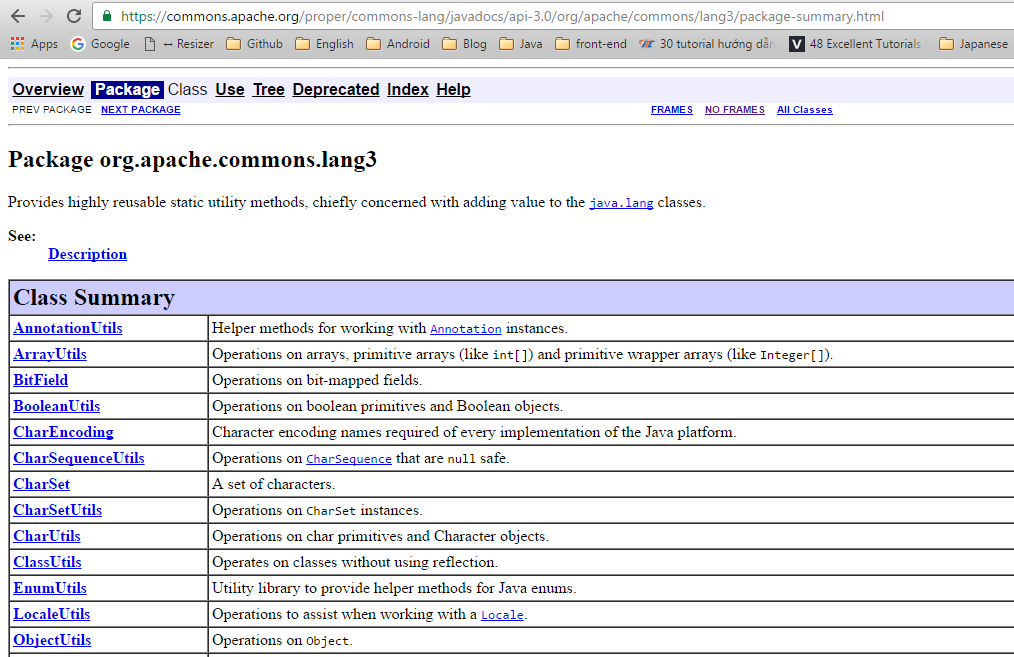 https://commons.apache.org/proper/commons-lang/javadocs/api-3.0/org/apache/commons/lang3/package-summary.html
Apps Google ↔ Resizer Github English Android Blog Java front-end 30 tutorial hướng dẫn 48 Excellent Tutorials Japanese
Overview Package Class Use Tree Deprecated Index Help
PREV PACKAGE NEXT PACKAGE FRAMES NO FRAMES All Classes
Package org.apache.commons.lang3
Provides highly reusable static utility methods, chiefly concerned with adding value to the java.lang classes.
See:
Description
Class Summary
AnnotationUtils Helper methods for working with Annotation instances.
ArrayUtils Operations on arrays, primitive arrays (like int[]) and primitive wrapper arrays (like Integer[]).
BitField Operations on bit-mapped fields.
BooleanUtils Operations on boolean primitives and Boolean objects.
CharEncoding Character encoding names required of every implementation of the Java platform.
CharSequenceUtils Operations on CharSequence that are null safe.
CharSet A set of characters.
CharSetUtils Operations on CharSet instances.
CharUtils Operations on char primitives and Character objects.
ClassUtils Operates on classes without using reflection.
EnumUtils Utility library to provide helper methods for Java enums.
LocaleUtils Operations to assist when working with a Locale.
ObjectUtils Operations on Object.